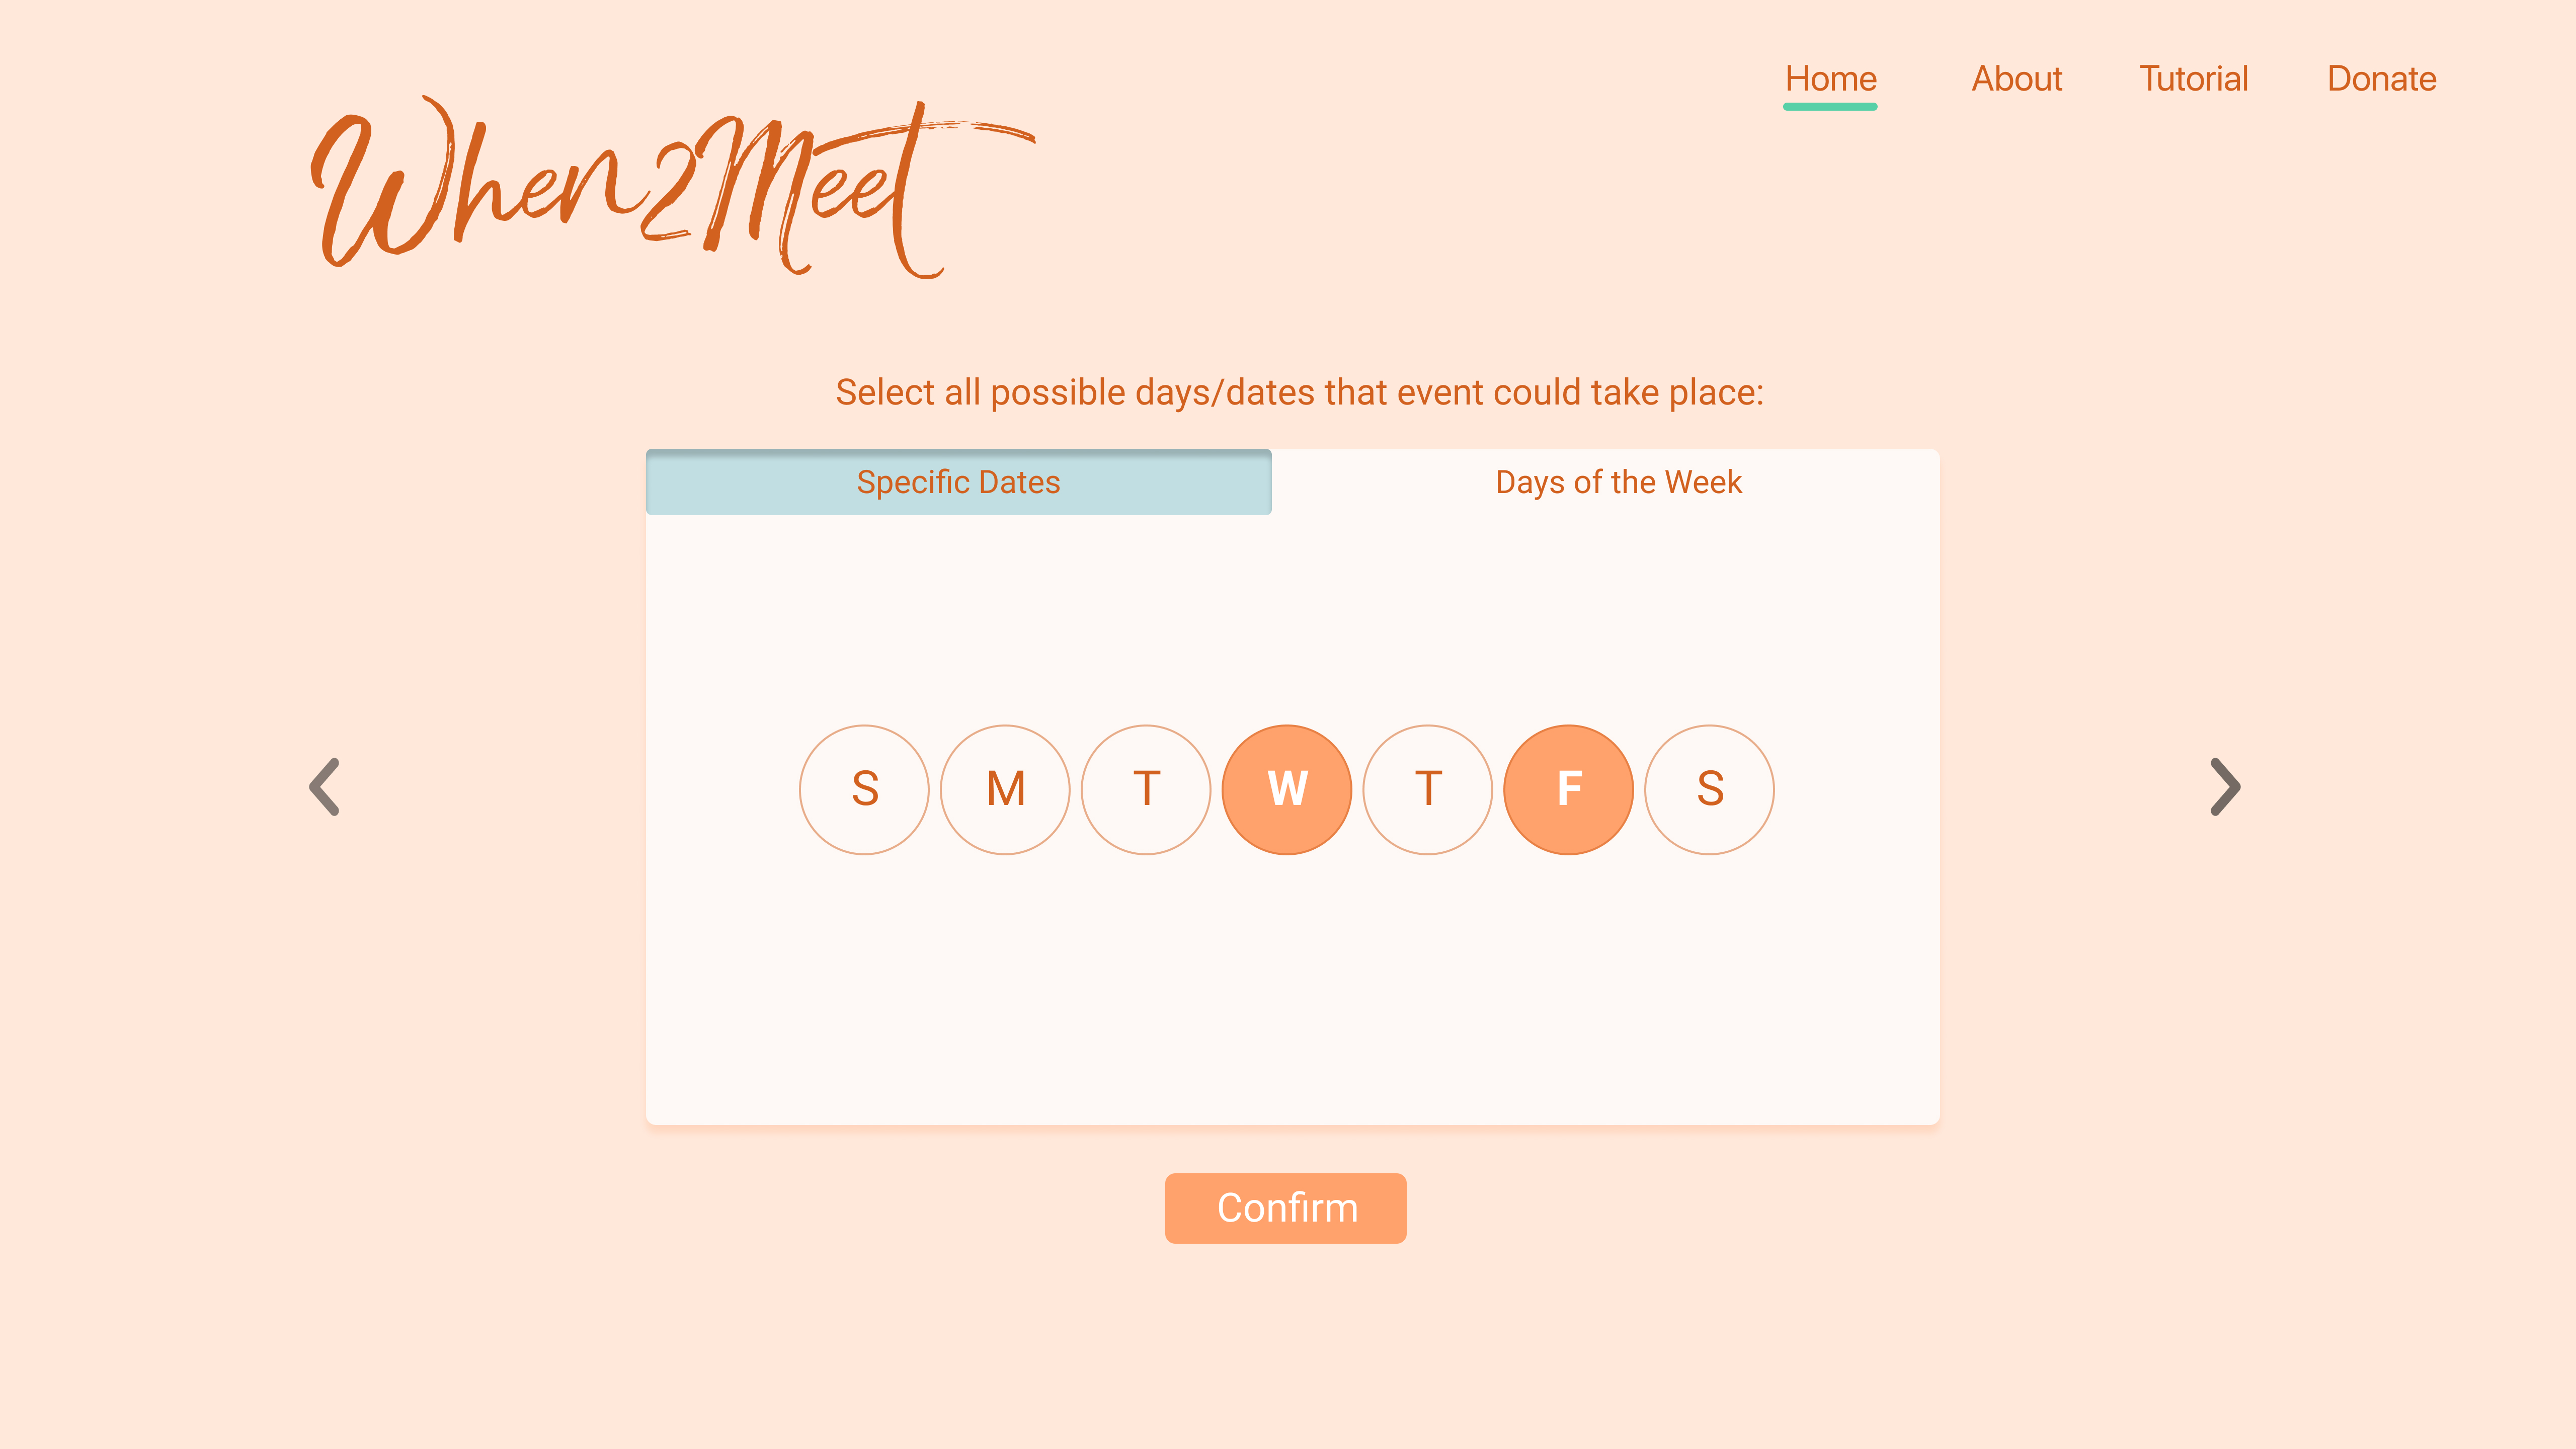 Home About Tutorial Donate
When2Meet
Select all possible days/dates that event could take place:
Specific Dates Days of the Week
S M T W T F S
Confirm